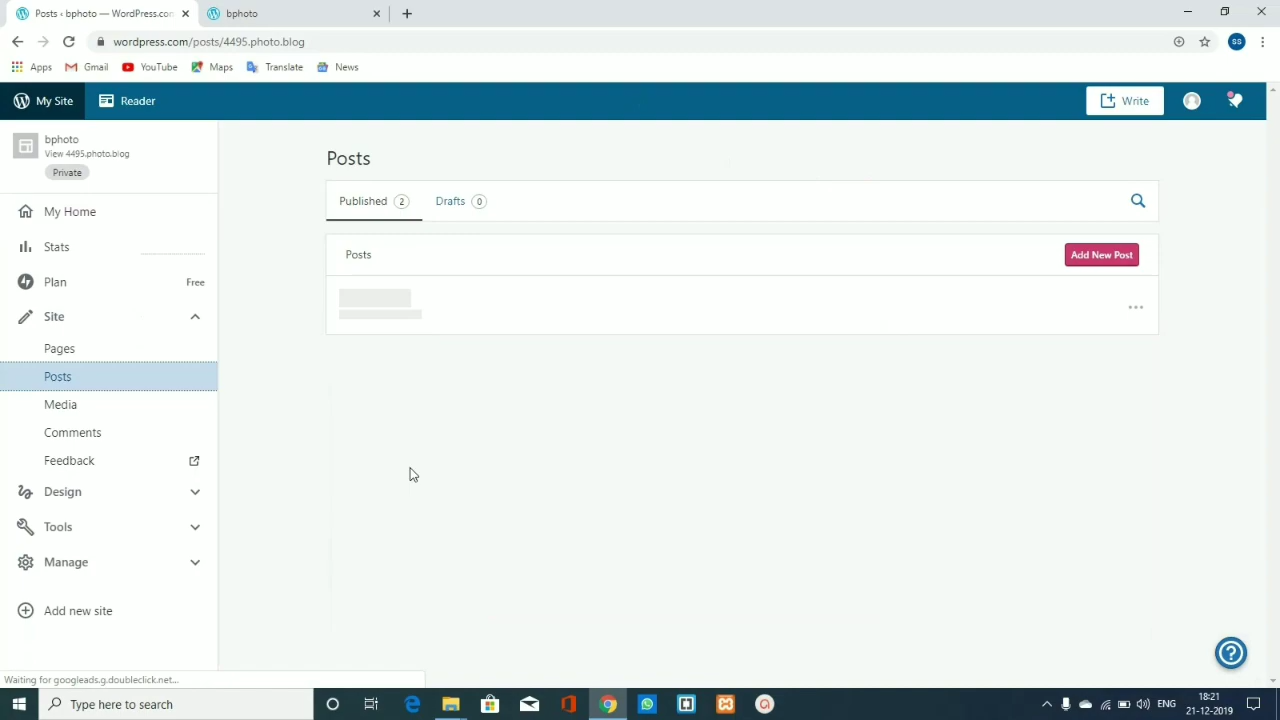 Posts ‹ bphoto — WordPress.com
bphoto
wordpress.com/posts/4495.photo.blog
SS
Apps
Gmail
YouTube
Maps
Translate
News
My Site
Reader
Write
bphoto
View 4495.photo.blog
Private
My Home
Stats
Plan
Free
Site
Pages
Posts
Media
Comments
Feedback
Design
Tools
Manage
Add new site
Posts
Published 2
Drafts 0
Posts
Add New Post
Waiting for googleads.g.doubleclick.net...
Type here to search
ENG
18:21
21-12-2019